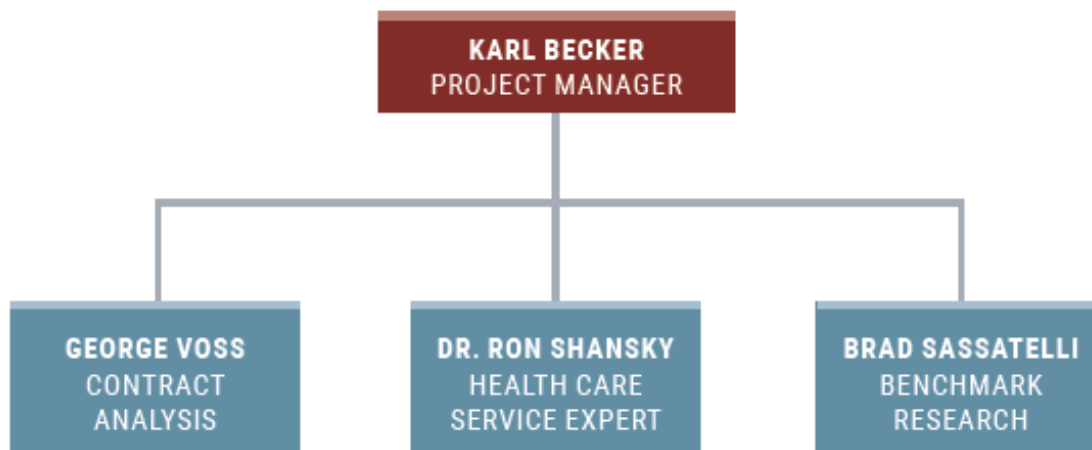 KARL BECKER
PROJECT MANAGER
GEORGE VOSS
CONTRACT
ANALYSIS
DR. RON SHANSKY
HEALTH CARE
SERVICE EXPERT
BRAD SASSATELLI
BENCHMARK
RESEARCH